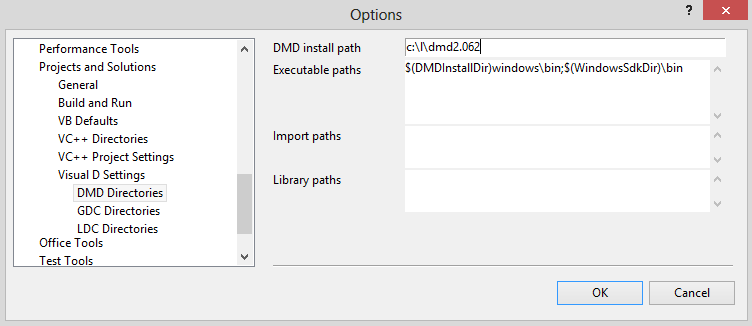 Options
?
Performance Tools
Projects and Solutions
General
Build and Run
VB Defaults
VC++ Directories
VC++ Project Settings
Visual D Settings
DMD Directories
GDC Directories
LDC Directories
Office Tools
Test Tools
DMD install path
c:\l\dmd2.062
Executable paths
$(DMDInstallDir)windows\bin;$(WindowsSdkDir)\bin
Import paths
Library paths
OK
Cancel